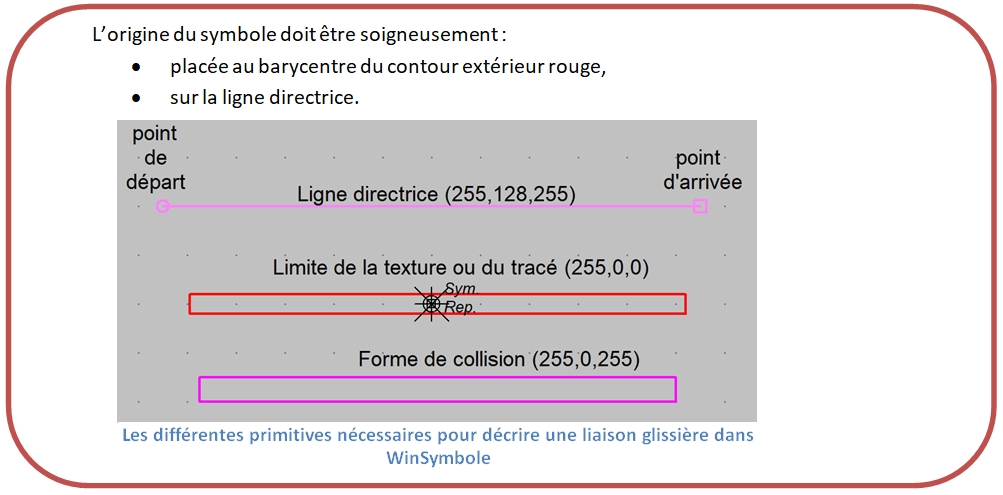 L’origine du symbole doit être soigneusement :
• placée au barycentre du contour extérieur rouge,
• sur la ligne directrice.
point
de
départ
point
d'arrivée
Ligne directrice (255,128,255)
Limite de la texture ou du tracé (255,0,0)
Sym.
Rep.
Forme de collision (255,0,255)
Les différentes primitives nécessaires pour décrire une liaison glissière dans
WinSymbole